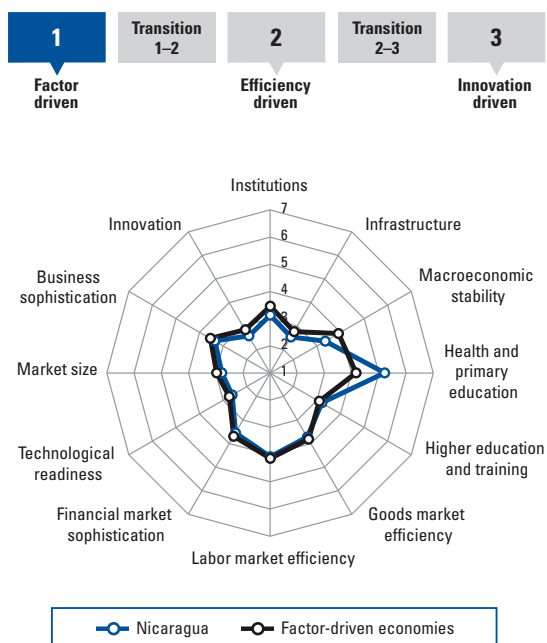 1
Transition
1–2
2
Transition
2–3
3
Factor
driven
Efficiency
driven
Innovation
driven
Institutions
7
6
5
4
3
2
1
Infrastructure
Macroeconomic
stability
Health and
primary
education
Higher education
and training
Goods market
efficiency
Labor market efficiency
Financial market
sophistication
Technological
readiness
Market size
Business
sophistication
Innovation
Nicaragua
Factor-driven economies